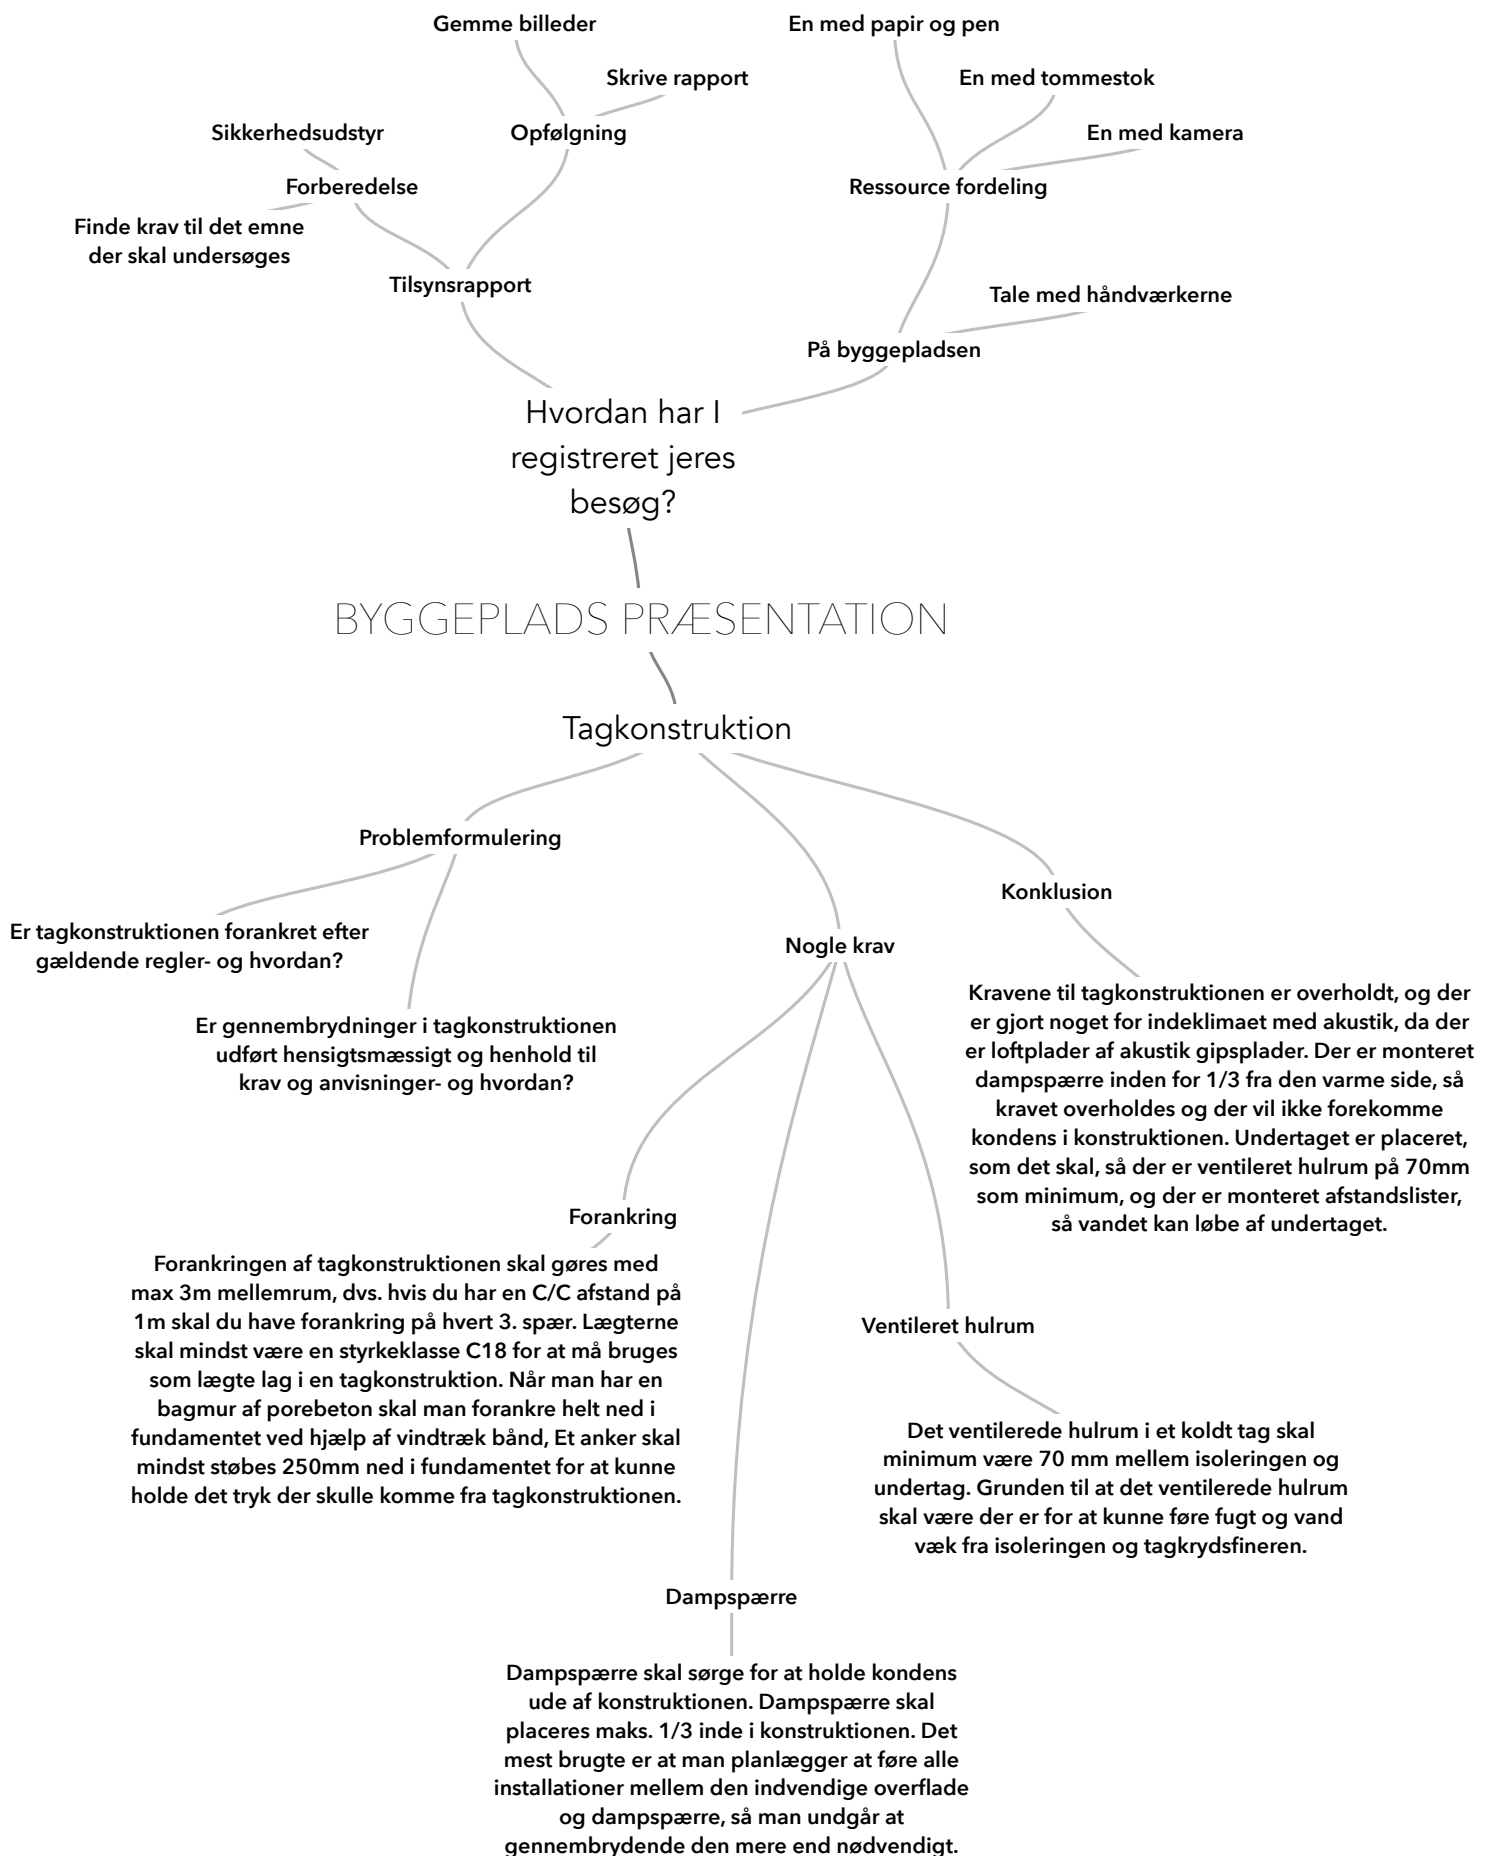 Gemme billeder
En med papir og pen
Skrive rapport
En med tommestok
Sikkerhedsudstyr
Opfølgning
En med kamera
Forberedelse
Ressource fordeling
Finde krav til det emne
der skal undersøges
Tilsynsrapport
Tale med håndværkerne
På byggepladsen
Hvordan har I
registreret jeres
besøg?
BYGGEPLADS PRÆSENTATION
Tagkonstruktion
Problemformulering
Konklusion
Er tagkonstruktionen forankret efter
gældende regler- og hvordan?
Nogle krav
Er gennembrydninger i tagkonstruktionen
udført hensigtsmæssigt og henhold til
krav og anvisninger- og hvordan?
Kravene til tagkonstruktionen er overholdt, og der
er gjort noget for indeklimaet med akustik, da der
er loftplader af akustik gipsplader. Der er monteret
dampspærre inden for 1/3 fra den varme side, så
kravet overholdes og der vil ikke forekomme
kondens i konstruktionen. Undertaget er placeret,
som det skal, så der er ventileret hulrum på 70mm
som minimum, og der er monteret afstandslister,
så vandet kan løbe af undertaget.
Forankring
Forankringen af tagkonstruktionen skal gøres med
max 3m mellemrum, dvs. hvis du har en C/C afstand på
1m skal du have forankring på hvert 3. spær. Lægterne
skal mindst være en styrkeklasse C18 for at må bruges
som lægte lag i en tagkonstruktion. Når man har en
bagmur af porebeton skal man forankre helt ned i
fundamentet ved hjælp af vindtræk bånd, Et anker skal
mindst støbes 250mm ned i fundamentet for at kunne
holde det tryk der skulle komme fra tagkonstruktionen.
Ventileret hulrum
Det ventilerede hulrum i et koldt tag skal
minimum være 70 mm mellem isoleringen og
undertag. Grunden til at det ventilerede hulrum
skal være der er for at kunne føre fugt og vand
væk fra isoleringen og tagkrydsfineren.
Dampspærre
Dampspærre skal sørge for at holde kondens
ude af konstruktionen. Dampspærre skal
placeres maks. 1/3 inde i konstruktionen. Det
mest brugte er at man planlægger at føre alle
installationer mellem den indvendige overflade
og dampspærre, så man undgår at
gennembrydende den mere end nødvendigt.